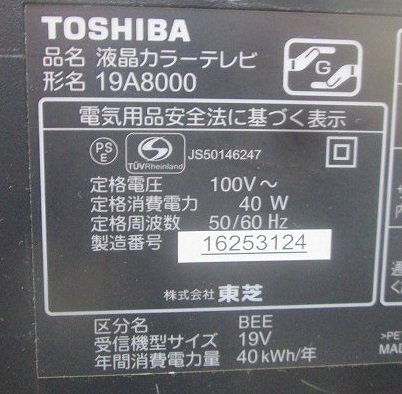 TOSHIBA
品名 液晶カラーテレビ
形名 19A8000
G
電気用品安全法に基づく表示
PS
E
S
TÜVRheinland
JS50146247
定格電圧 100V～
定格消費電力 40 W
定格周波数 50/60 Hz
製造番号 16253124
株式会社 東芝
区分名 BEE
受信機型サイズ 19V
年間消費電力量 40 kWh/年
>PE
MAD